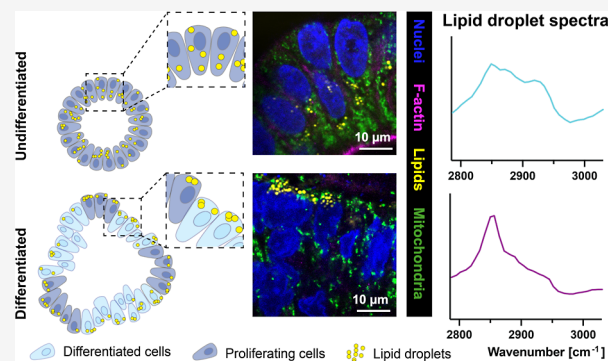 Lipid droplet spectra
Undifferentiated
10 µm
Nuclei
F-actin
Lipids
Mitochondria
2800 2900 3000
Differentiated
10 µm
2800 2900 3000
Wavenumber [cm⁻¹]
Differentiated cells
Proliferating cells
Lipid droplets